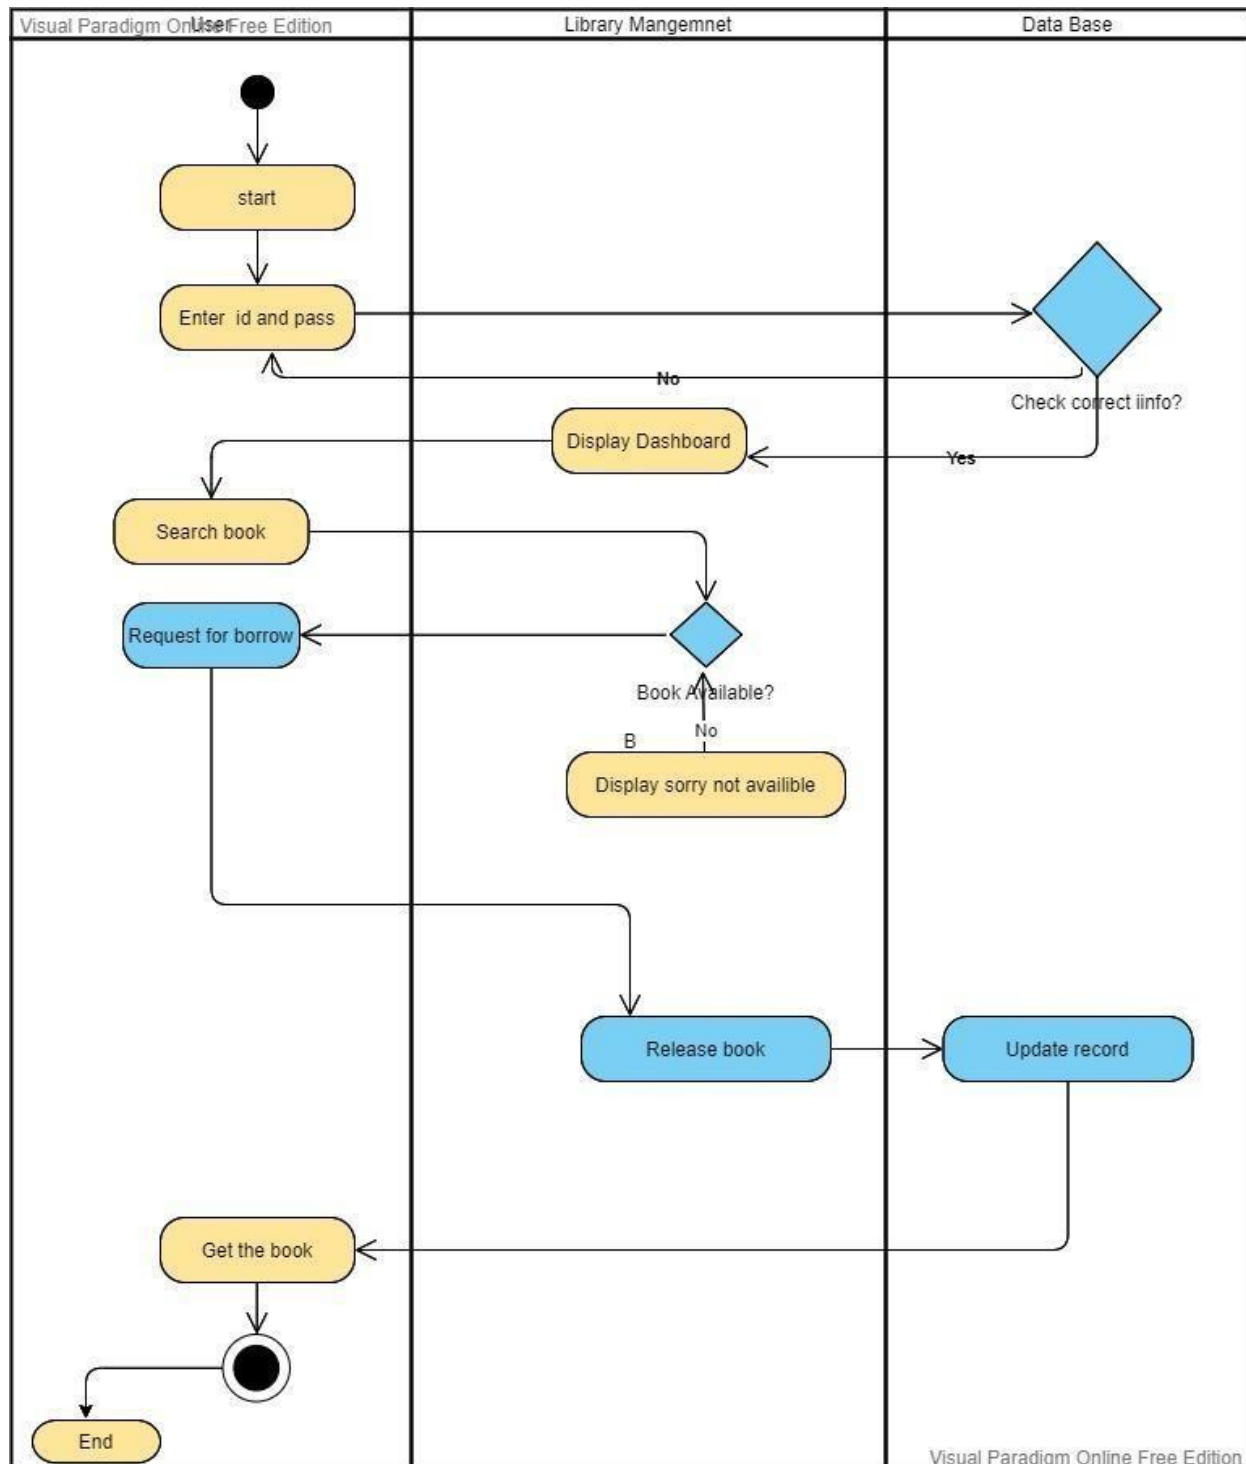 Visual Paradigm Online Free Edition
User
Library Mangemnet
Data Base
start
Enter  id and pass
No
Check correct iinfo?
Display Dashboard
Yes
Search book
Request for borrow
Book Available?
No
B
Display sorry not availible
Release book
Update record
Get the book
End
Visual Paradigm Online Free Edition